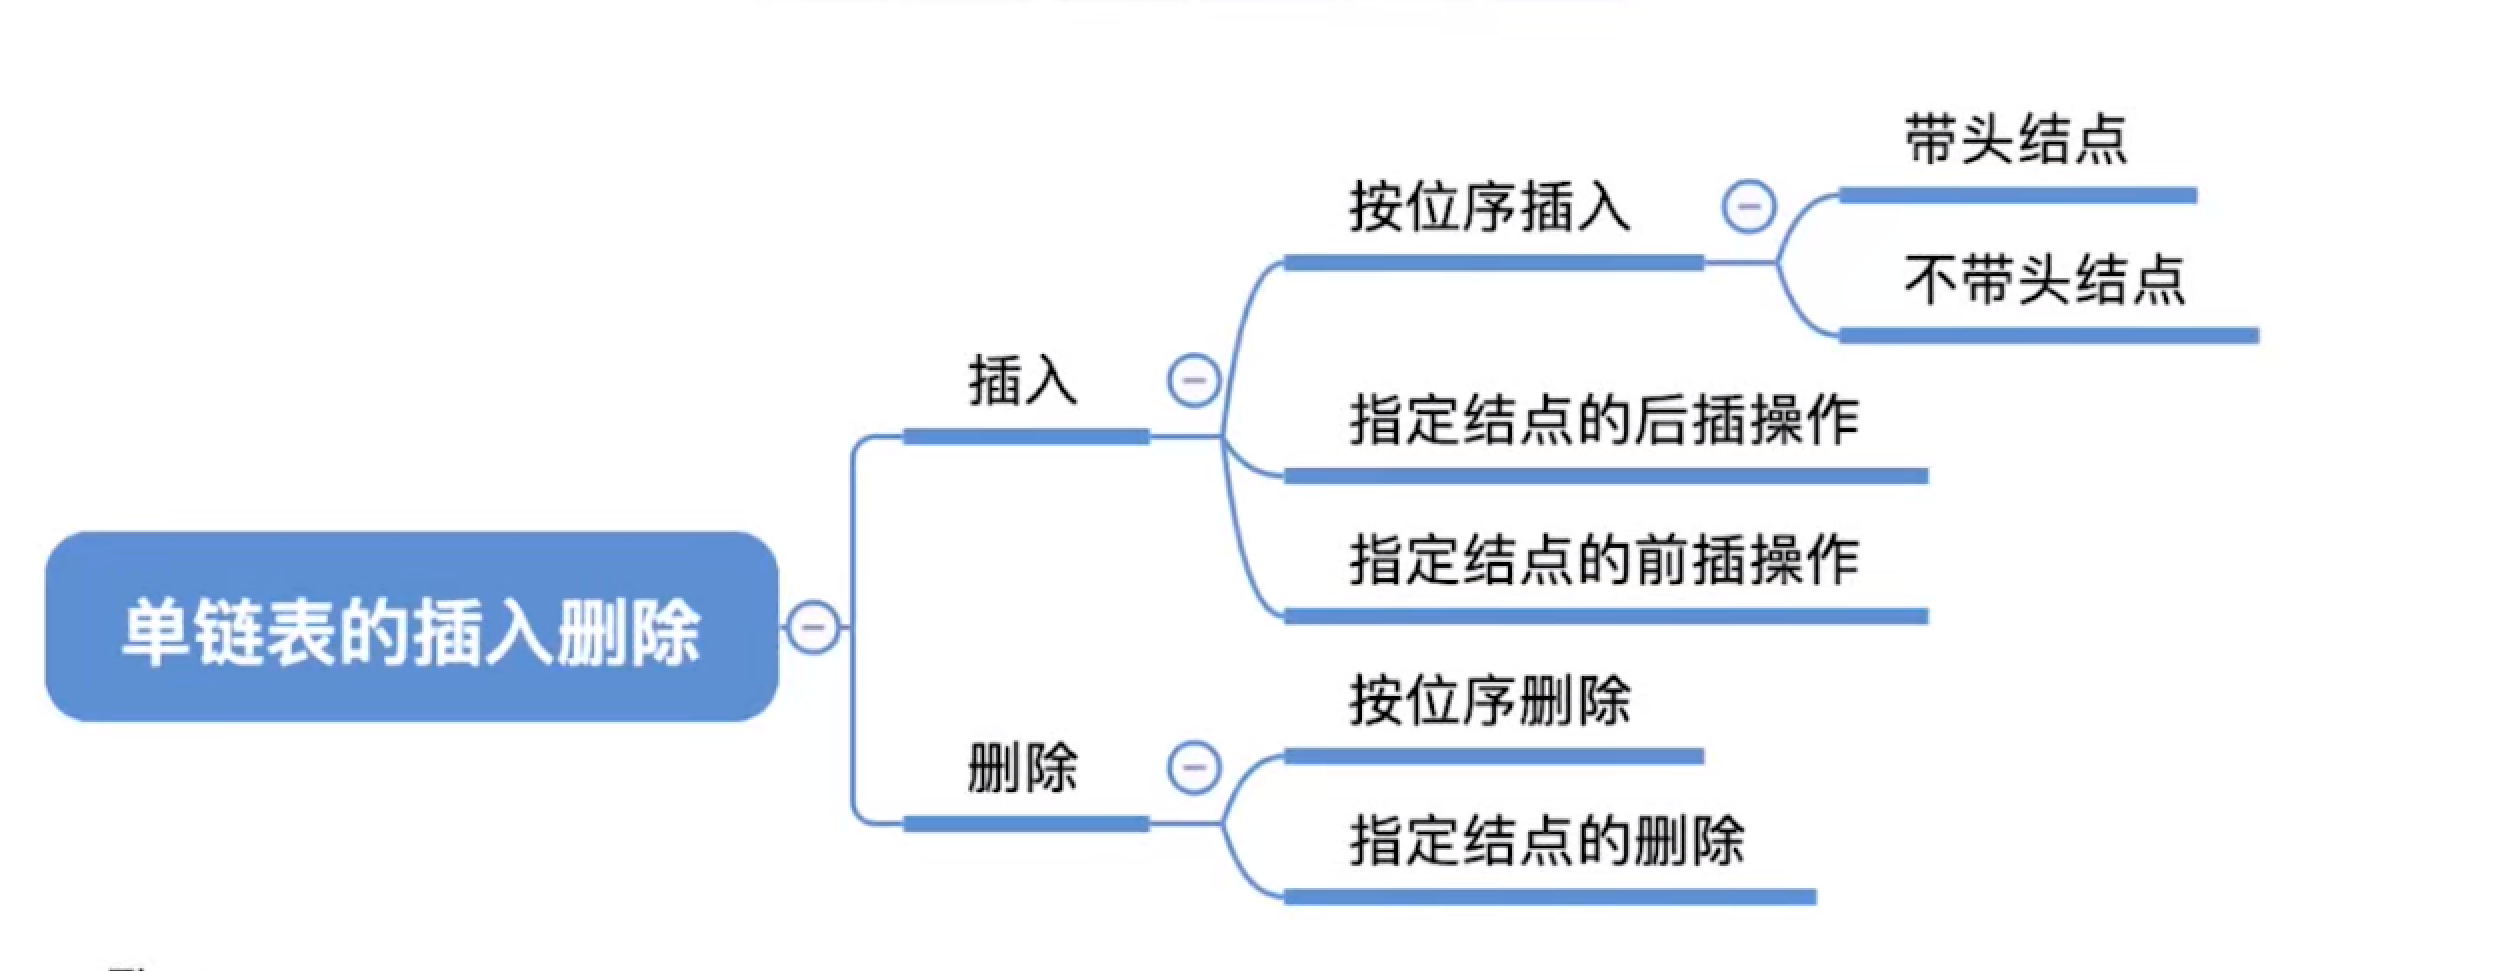 单链表的插入删除
插入
按位序插入
带头结点
不带头结点
指定结点的后插操作
指定结点的前插操作
删除
按位序删除
指定结点的删除